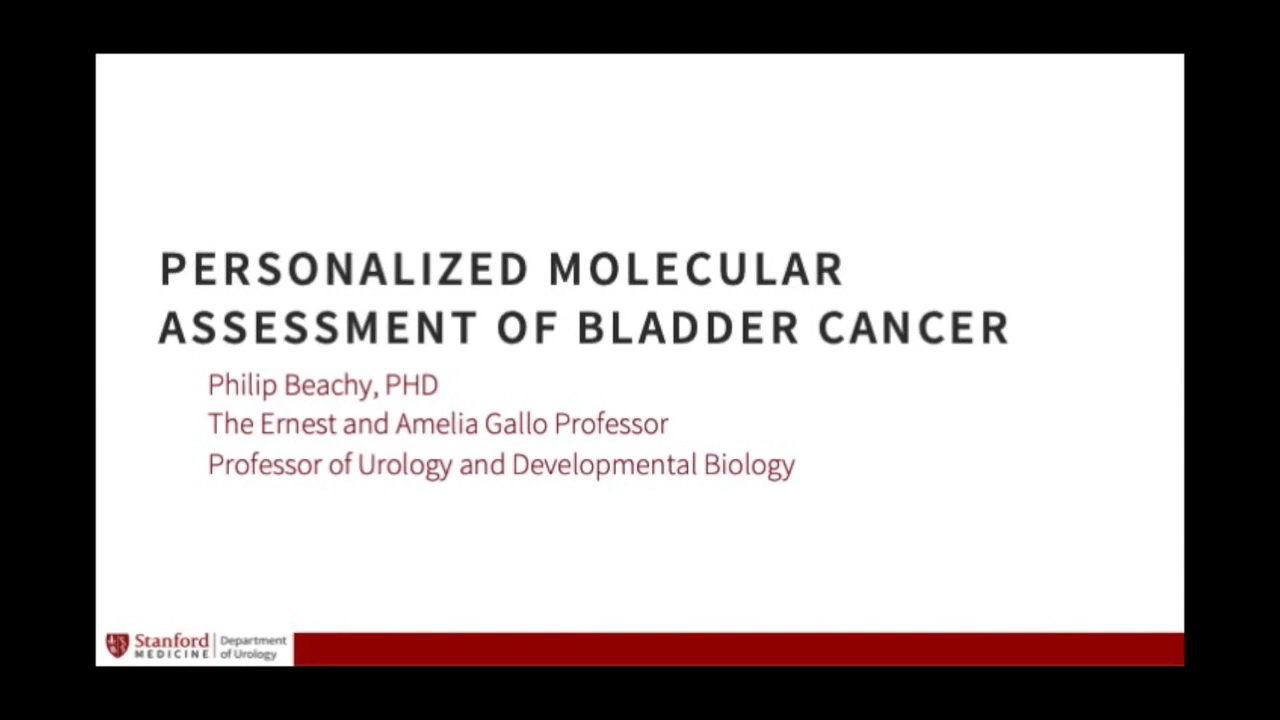 PERSONALIZED MOLECULAR
ASSESSMENT OF BLADDER CANCER
Philip Beachy, PHD
The Ernest and Amelia Gallo Professor
Professor of Urology and Developmental Biology
Stanford
MEDICINE
Department
of Urology